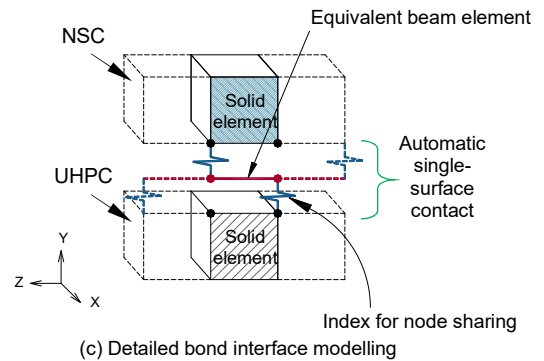 Equivalent beam element
NSC
Solid
element
Automatic
single-
surface
contact
UHPC
Solid
element
Y
Z
X
Index for node sharing
(c) Detailed bond interface modelling